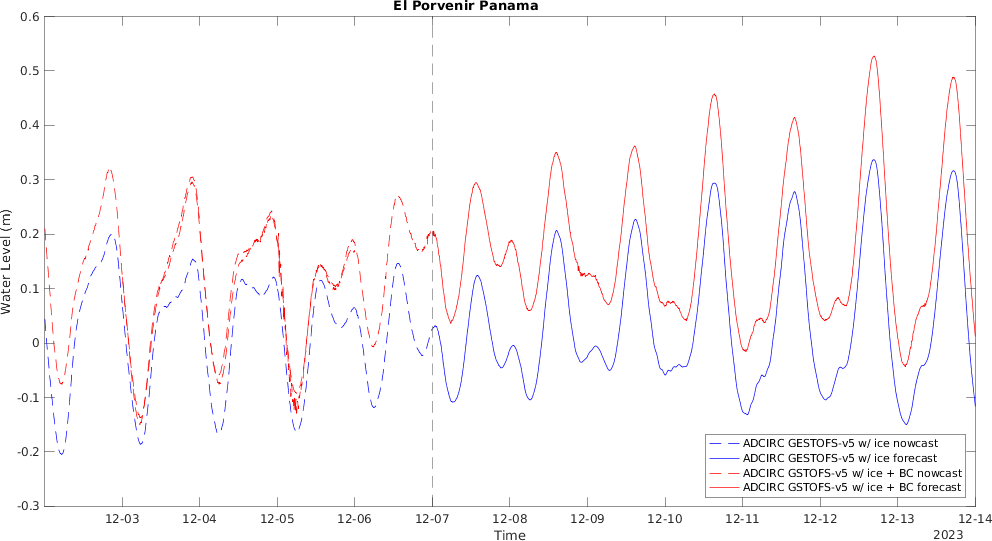 El Porvenir Panama
0.6
0.5
0.4
0.3
0.2
0.1
0
-0.1
-0.2
-0.3
Water Level (m)
ADCIRC GESTOFS-v5 w/ ice nowcast
ADCIRC GESTOFS-v5 w/ ice forecast
ADCIRC GSTOFS-v5 w/ ice + BC nowcast
ADCIRC GSTOFS-v5 w/ ice + BC forecast
12-03 12-04 12-05 12-06 12-07 12-08 12-09 12-10 12-11 12-12 12-13 12-14
Time
2023